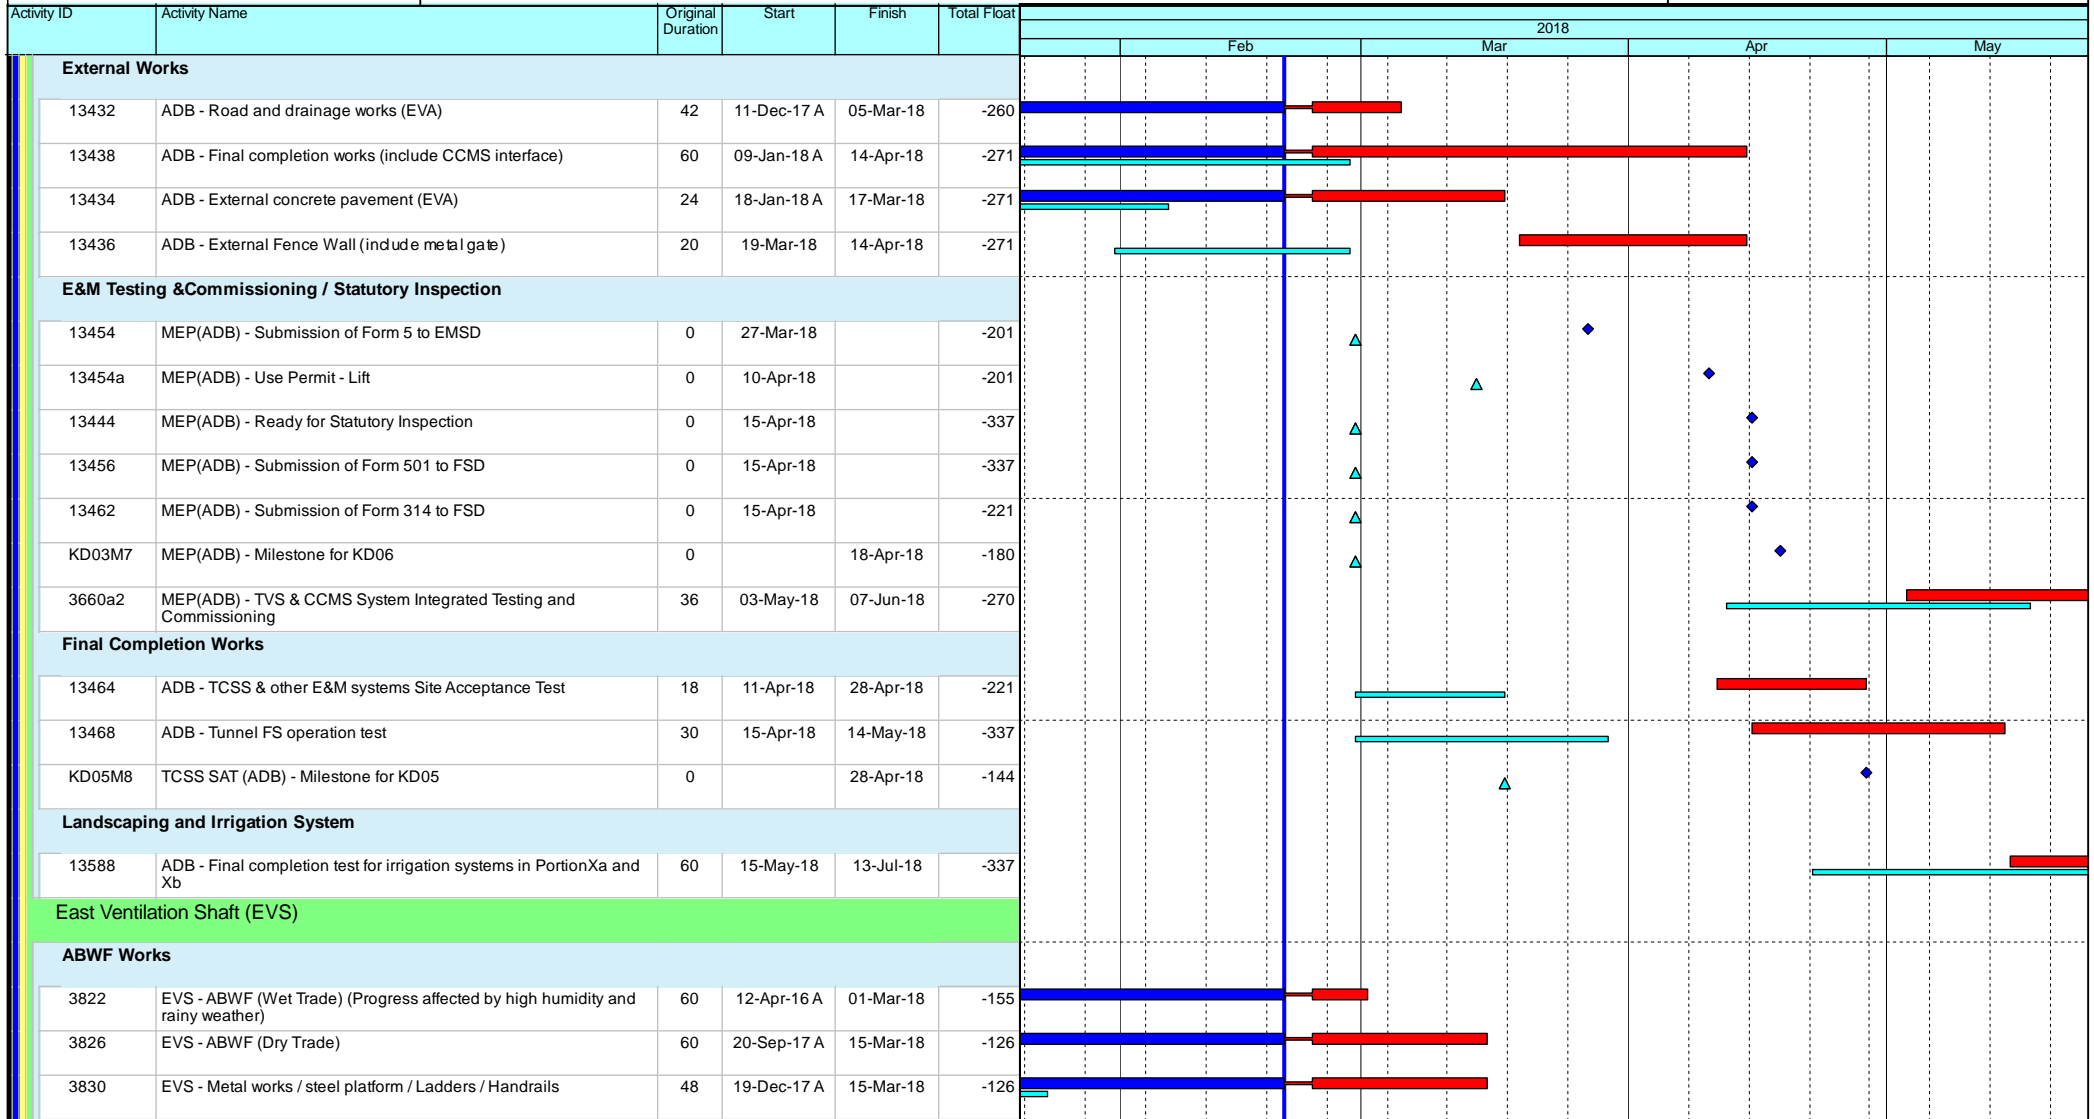 Activity ID Activity Name Original Start Finish Total Float
Duration
2018
Feb Mar Apr May
External Works
13432 ADB - Road and drainage works (EVA) 42 11-Dec-17 A 05-Mar-18 -260
13438 ADB - Final completion works (include CCMS interface) 60 09-Jan-18 A 14-Apr-18 -271
13434 ADB - External concrete pavement (EVA) 24 18-Jan-18 A 17-Mar-18 -271
13436 ADB - External Fence Wall (include metal gate) 20 19-Mar-18 14-Apr-18 -271
E&M Testing &Commissioning / Statutory Inspection
13454 MEP(ADB) - Submission of Form 5 to EMSD 0 27-Mar-18 -201
13454a MEP(ADB) - Use Permit - Lift 0 10-Apr-18 -201
13444 MEP(ADB) - Ready for Statutory Inspection 0 15-Apr-18 -337
13456 MEP(ADB) - Submission of Form 501 to FSD 0 15-Apr-18 -337
13462 MEP(ADB) - Submission of Form 314 to FSD 0 15-Apr-18 -221
KD03M7 MEP(ADB) - Milestone for KD06 0 18-Apr-18 -180
3660a2 MEP(ADB) - TVS & CCMS System Integrated Testing and 36 03-May-18 07-Jun-18 -270
Commissioning
Final Completion Works
13464 ADB - TCSS & other E&M systems Site Acceptance Test 18 11-Apr-18 28-Apr-18 -221
13468 ADB - Tunnel FS operation test 30 15-Apr-18 14-May-18 -337
KD05M8 TCSS SAT (ADB) - Milestone for KD05 0 28-Apr-18 -144
Landscaping and Irrigation System
13588 ADB - Final completion test for irrigation systems in PortionXa and 60 15-May-18 13-Jul-18 -337
Xb
East Ventilation Shaft (EVS)
ABWF Works
3822 EVS - ABWF (Wet Trade) (Progress affected by high humidity and 60 12-Apr-16 A 01-Mar-18 -155
rainy weather)
3826 EVS - ABWF (Dry Trade) 60 20-Sep-17 A 15-Mar-18 -126
3830 EVS - Metal works / steel platform / Ladders / Handrails 48 19-Dec-17 A 15-Mar-18 -126